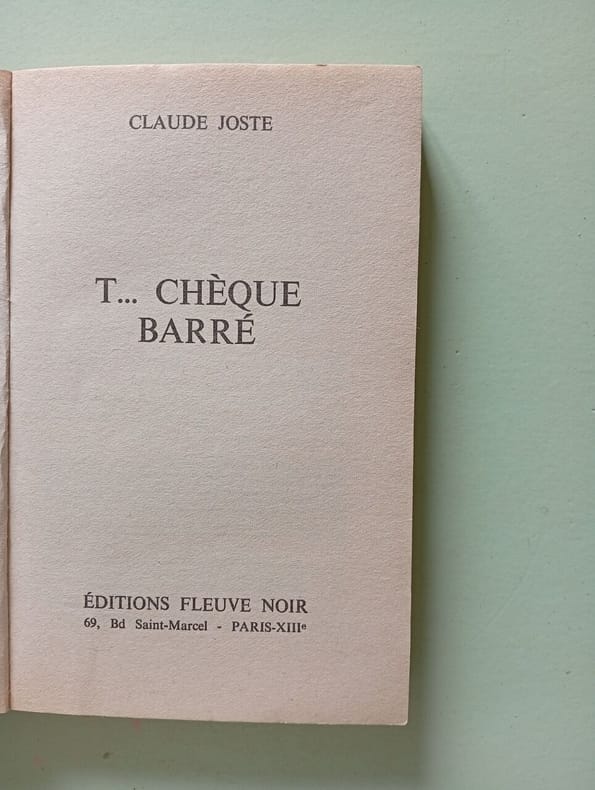 CLAUDE JOSTE
T... CHÈQUE
BARRÉ
ÉDITIONS FLEUVE NOIR
69, Bd Saint-Marcel - PARIS-XIIIᵉ